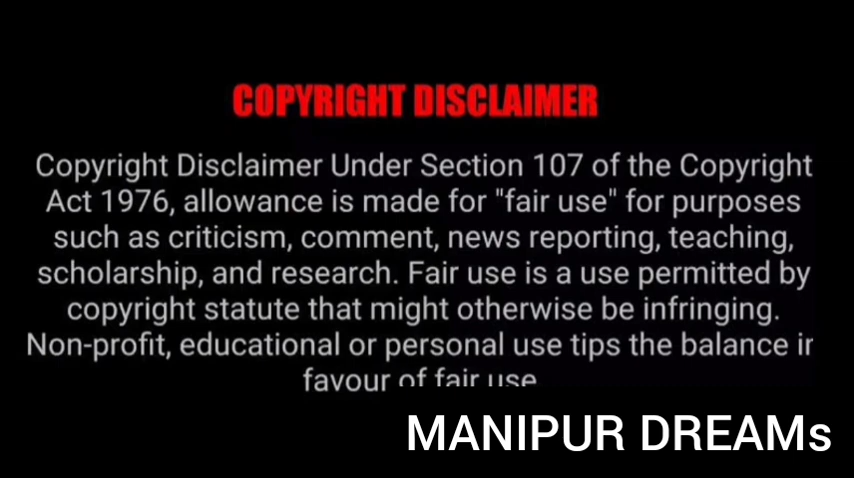 COPYRIGHT DISCLAIMER
Copyright Disclaimer Under Section 107 of the Copyright
Act 1976, allowance is made for "fair use" for purposes
such as criticism, comment, news reporting, teaching,
scholarship, and research. Fair use is a use permitted by
copyright statute that might otherwise be infringing.
Non-profit, educational or personal use tips the balance in
favour of fair use
MANIPUR DREAMs